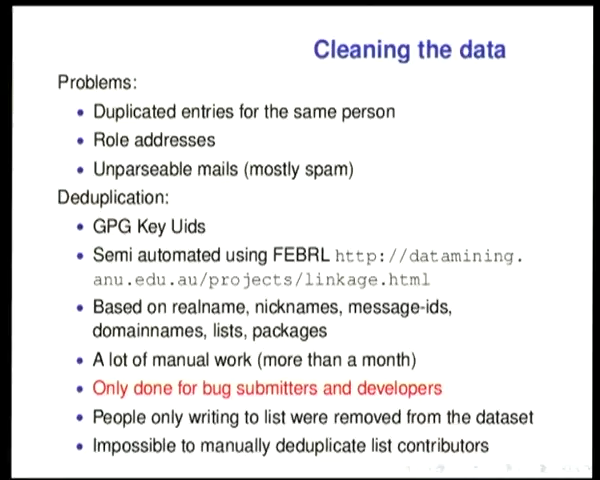 Cleaning the data
Problems:
• Duplicated entries for the same person
• Role addresses
• Unparseable mails (mostly spam)
Deduplication:
• GPG Key Uids
• Semi automated using FEBRL http://datamining.
anu.edu.au/projects/linkage.html
• Based on realname, nicknames, message-ids,
domainnames, lists, packages
• A lot of manual work (more than a month)
• Only done for bug submitters and developers
• People only writing to list were removed from the dataset
• Impossible to manually deduplicate list contributors